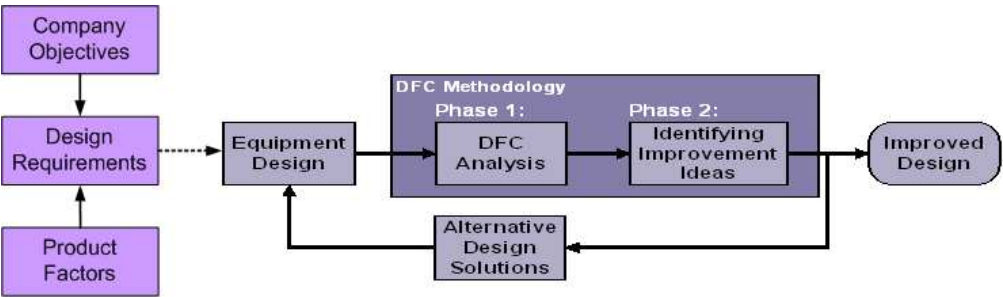 Company
Objectives
Design
Requirements
Product
Factors
Equipment
Design
DFC Methodology
Phase 1:
DFC
Analysis
Phase 2:
Identifying
Improvement
Ideas
Improved
Design
Alternative
Design
Solutions